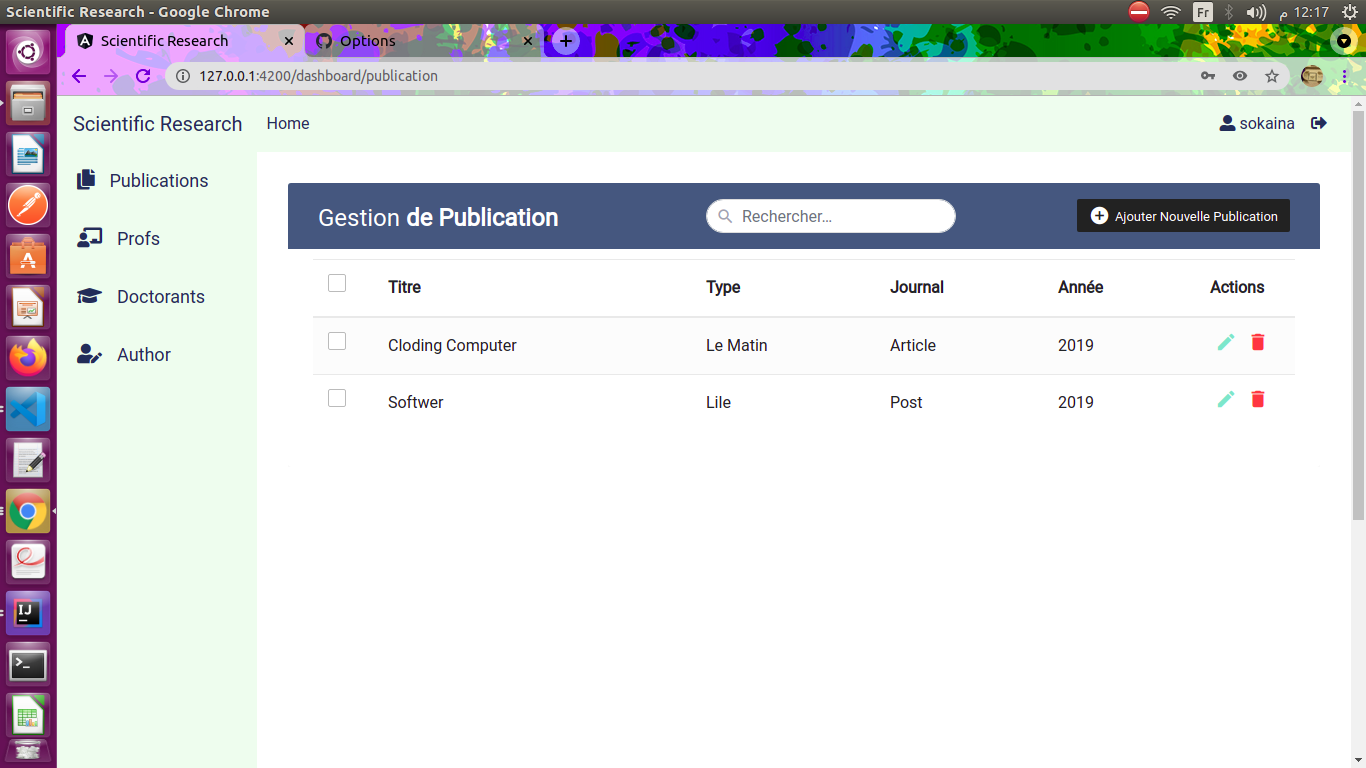 Scientific Research - Google Chrome
Fr
م 12:17
Scientific Research
Options
127.0.0.1:4200/dashboard/publication
Scientific Research
Home
sokaina
Publications
Profs
Doctorants
Author
Gestion de Publication
Rechercher...
Ajouter Nouvelle Publication
Titre Type Journal Année Actions
Cloding Computer Le Matin Article 2019
Softwer Lile Post 2019
IJ